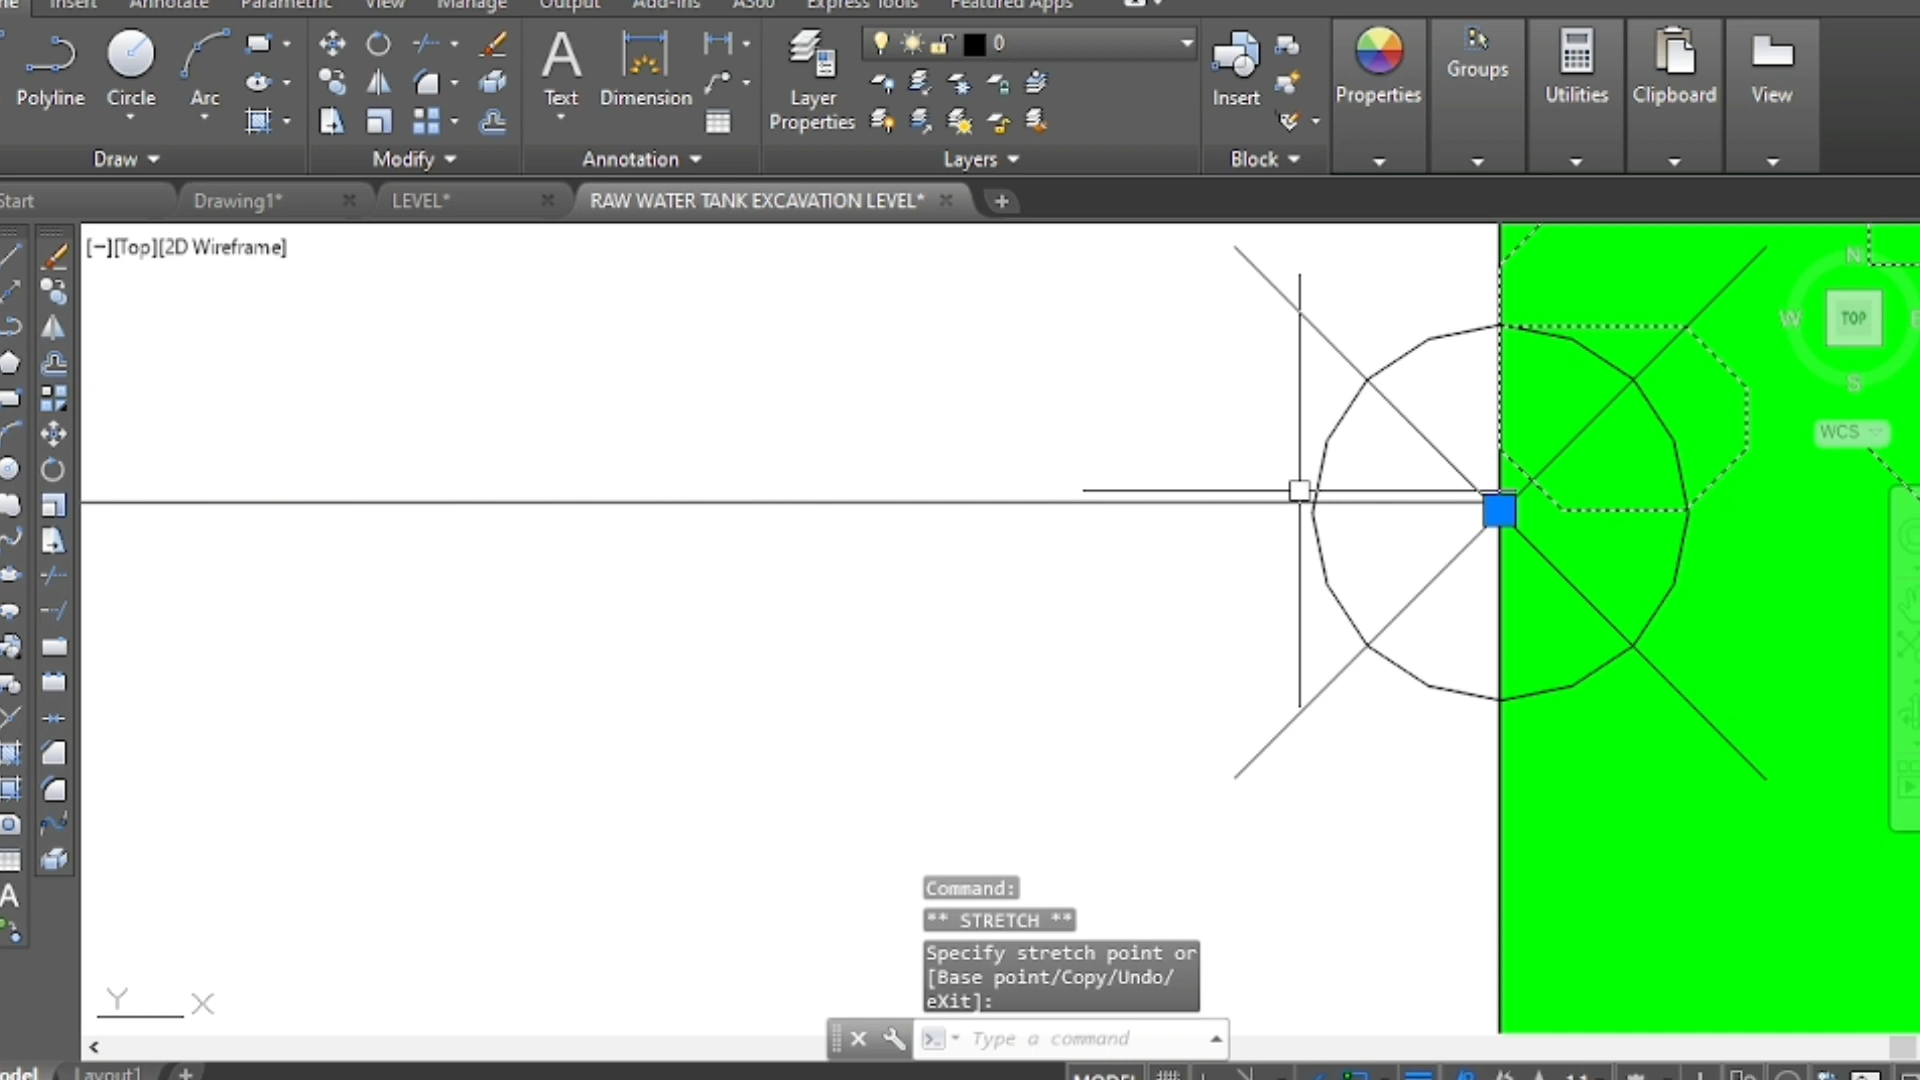 Insert Annotate Parametric View Manage Output Add-ins A360 Express Tools Featured Apps
0
Polyline Circle Arc Text Dimension Layer Properties Insert Properties Groups Utilities Clipboard View
Draw Modify Annotation Layers Block
Start Drawing1* LEVEL* RAW WATER TANK EXCAVATION LEVEL*
[−][Top][2D Wireframe]
N
W TOP E
S
WCS
A
Command:
** STRETCH **
Specify stretch point or
[Base point/Copy/Undo/
eXit]:
Y X
Type a command
Model Layout1 +
MODEL